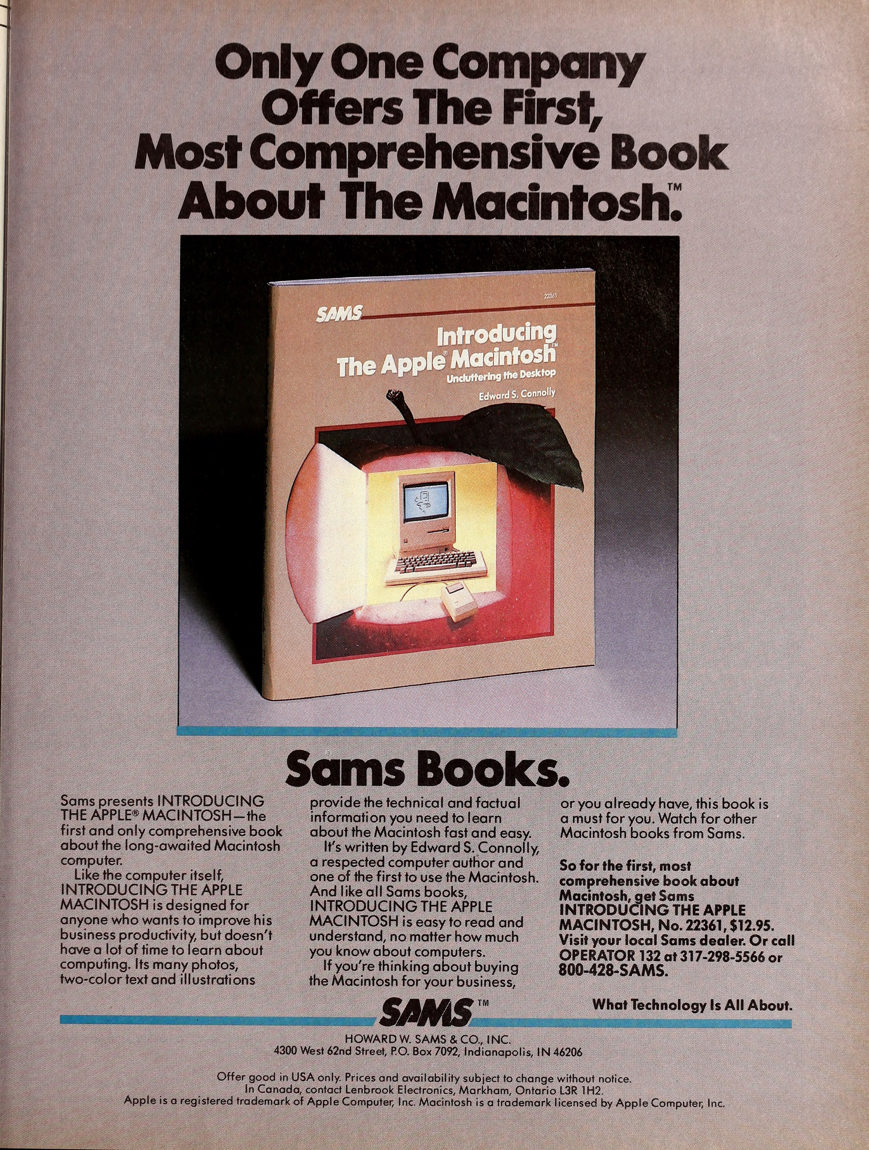 Only One Company
Offers The First,
Most Comprehensive Book
About The Macintosh.™
SAMS
22361
Introducing
The Apple® Macintosh™
Uncluttering the Desktop
Edward S. Connolly
Sams Books.
Sams presents INTRODUCING
THE APPLE® MACINTOSH—the
first and only comprehensive book
about the long-awaited Macintosh
computer.
Like the computer itself,
INTRODUCING THE APPLE
MACINTOSH is designed for
anyone who wants to improve his
business productivity, but doesn't
have a lot of time to learn about
computing. Its many photos,
two-color text and illustrations
provide the technical and factual
information you need to learn
about the Macintosh fast and easy.
It's written by Edward S. Connolly,
a respected computer author and
one of the first to use the Macintosh.
And like all Sams books,
INTRODUCING THE APPLE
MACINTOSH is easy to read and
understand, no matter how much
you know about computers.
If you're thinking about buying
the Macintosh for your business,
or you already have, this book is
a must for you. Watch for other
Macintosh books from Sams.
So for the first, most
comprehensive book about
Macintosh, get Sams
INTRODUCING THE APPLE
MACINTOSH, No. 22361, $12.95.
Visit your local Sams dealer. Or call
OPERATOR 132 at 317-298-5566 or
800-428-SAMS.
What Technology Is All About.
SAMS™
HOWARD W. SAMS & CO., INC.
4300 West 62nd Street, P.O. Box 7092, Indianapolis, IN 46206
Offer good in USA only. Prices and availability subject to change without notice.
In Canada, contact Lenbrook Electronics, Markham, Ontario L3R 1H2.
Apple is a registered trademark of Apple Computer, Inc. Macintosh is a trademark licensed by Apple Computer, Inc.